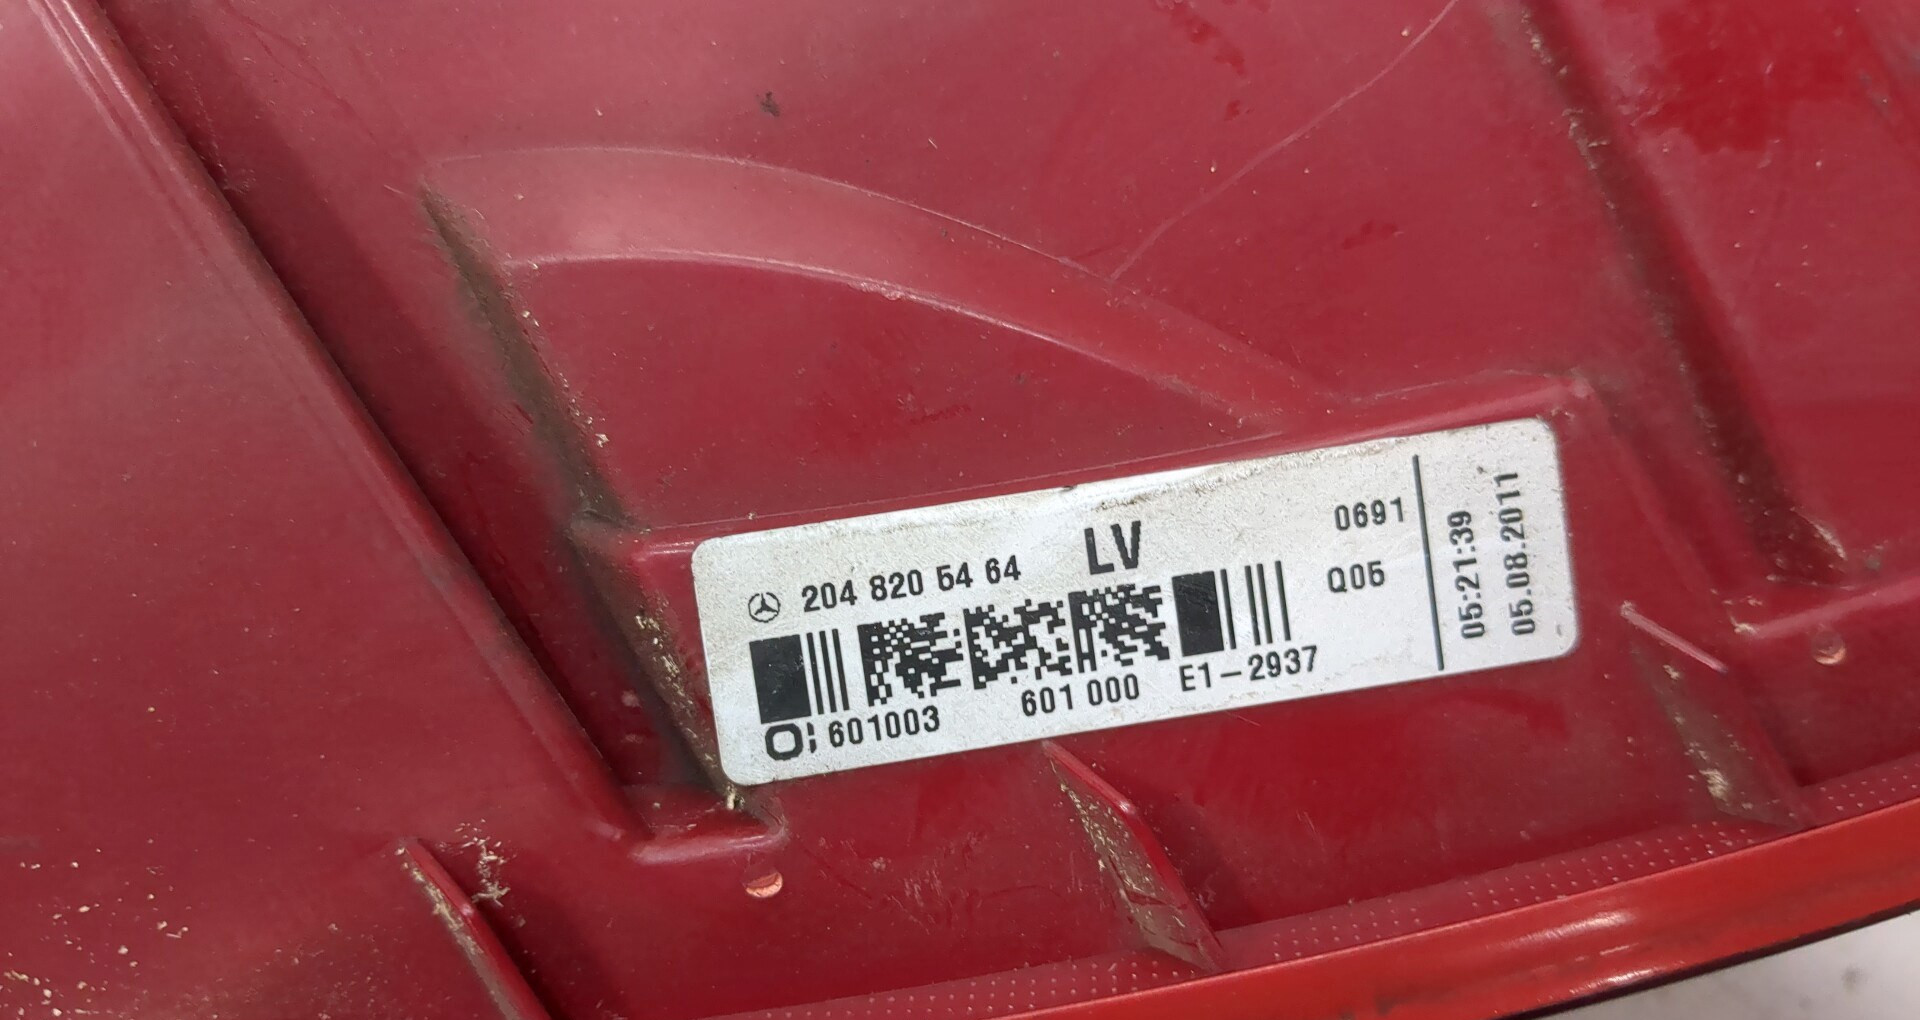 204 820 54 64 LV 0691
Q05
O; 601003 601 000 E1-2937
05:21:39
05.08.2011